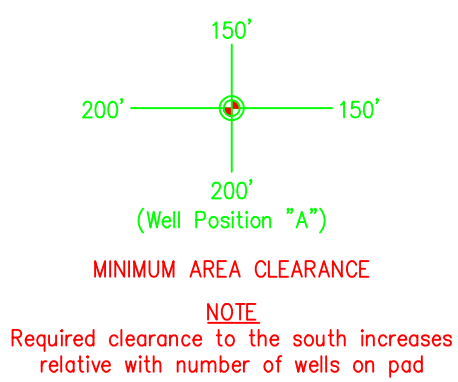 150'
200'
150'
200'
(Well Position "A")
MINIMUM AREA CLEARANCE
NOTE
Required clearance to the south increases
relative with number of wells on pad